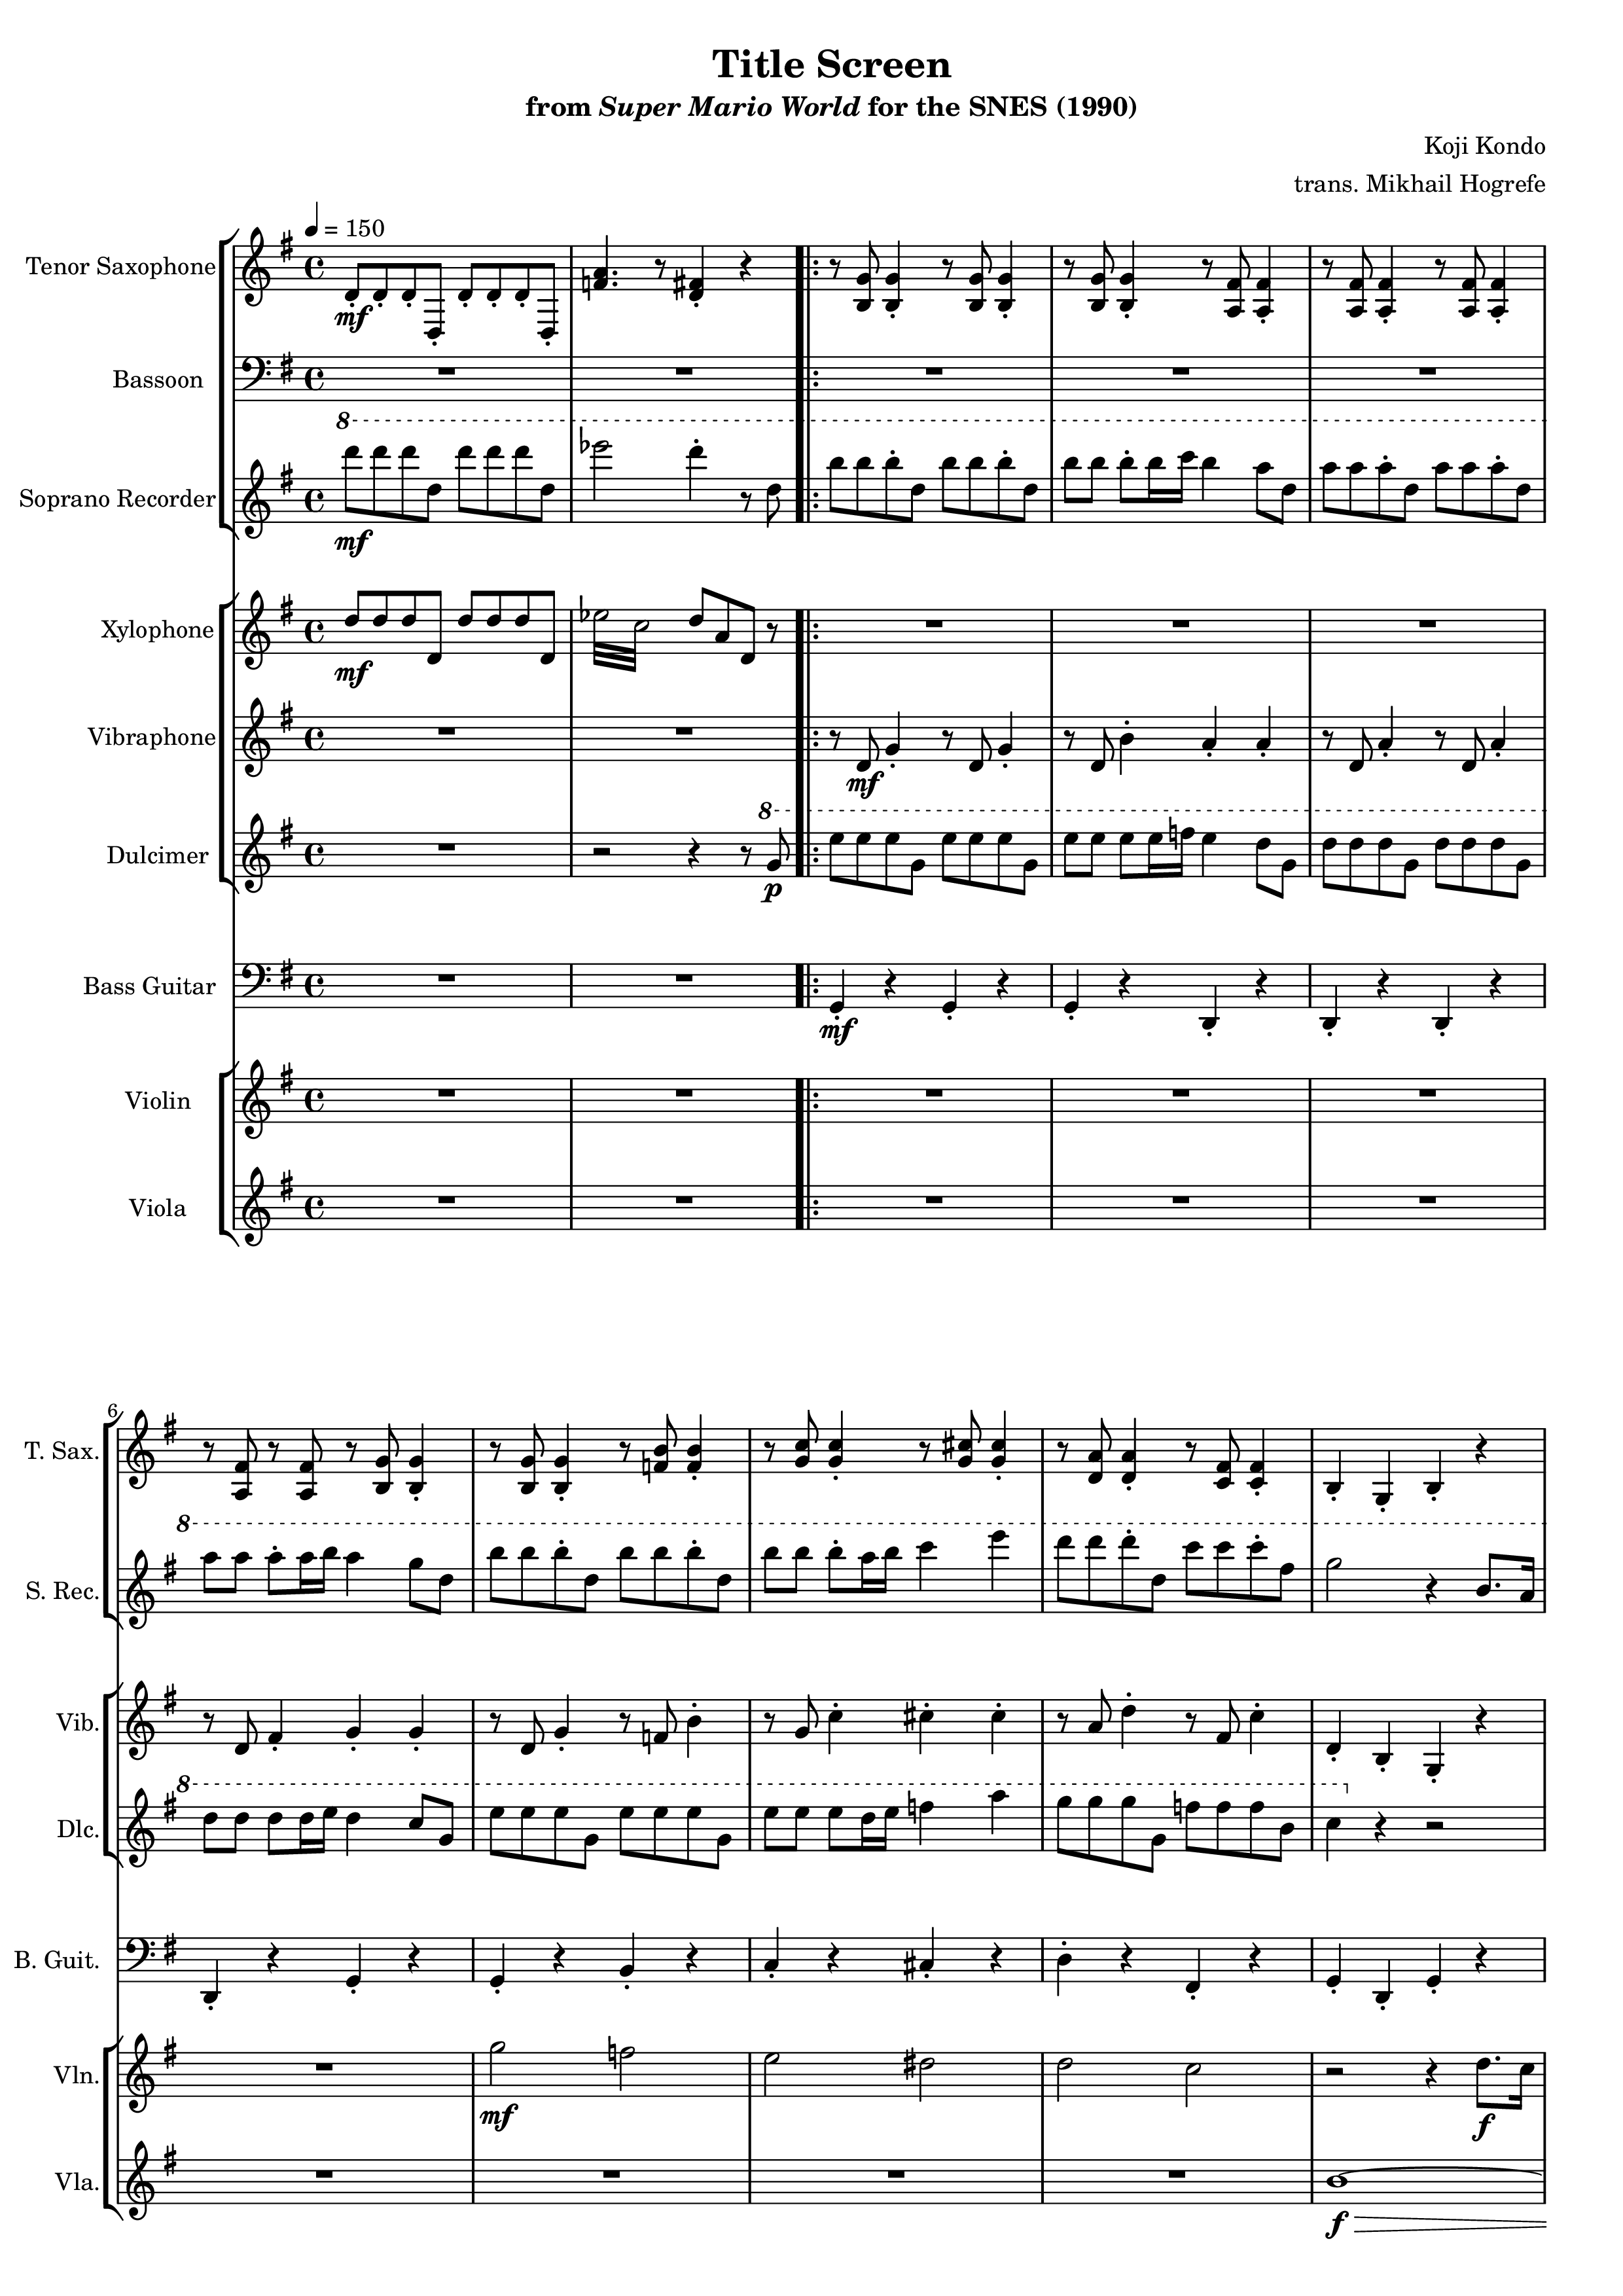 Title Screen
from Super Mario World for the SNES (1990)
Koji Kondo
trans. Mikhail Hogrefe
♩ = 150
Tenor Saxophone
mf
Bassoon
8
Soprano Recorder
mf
Xylophone
mf
Vibraphone
mf
8
Dulcimer
p
Bass Guitar
mf
Violin
Viola
6
T. Sax.
8
S. Rec.
Vib.
8
Dlc.
B. Guit.
Vln.
mf
f
Vla.
f